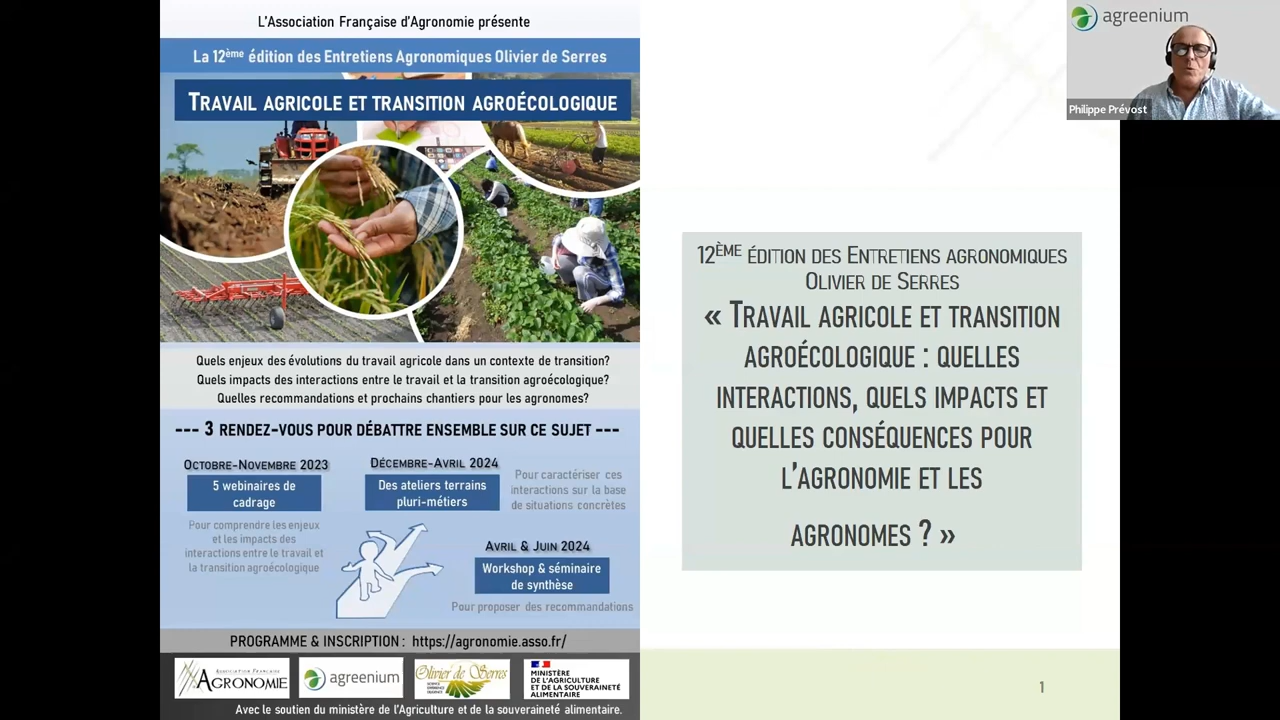 L'Association Française d'Agronomie présente
La 12ème édition des Entretiens Agronomiques Olivier de Serres
TRAVAIL AGRICOLE ET TRANSITION AGROÉCOLOGIQUE
Quels enjeux des évolutions du travail agricole dans un contexte de transition?
Quels impacts des interactions entre le travail et la transition agroécologique?
Quelles recommandations et prochains chantiers pour les agronomes?
--- 3 RENDEZ-VOUS POUR DÉBATTRE ENSEMBLE SUR CE SUJET ---
OCTOBRE-NOVEMBRE 2023
5 webinaires de
cadrage
Pour comprendre les enjeux
et les impacts des
interactions entre le travail et
la transition agroécologique
DÉCEMBRE-AVRIL 2024
Des ateliers terrains
pluri-métiers
Pour caractériser ces
interactions sur la base
de situations concrètes
AVRIL & JUIN 2024
Workshop & séminaire
de synthèse
Pour proposer des recommandations
PROGRAMME & INSCRIPTION : https://agronomie.asso.fr/
ASSOCIATION FRANÇAISE
AGRONOMIE
agreenium
Olivier de Serres
MINISTÈRE
DE L'AGRICULTURE
ET DE LA SOUVERAINETÉ
ALIMENTAIRE
Avec le soutien du ministère de l'Agriculture et de la souveraineté alimentaire.
12ÈME ÉDITION DES ENTRETIENS AGRONOMIQUES
OLIVIER DE SERRES
« TRAVAIL AGRICOLE ET TRANSITION
AGROÉCOLOGIQUE : QUELLES
INTERACTIONS, QUELS IMPACTS ET
QUELLES CONSÉQUENCES POUR
L'AGRONOMIE ET LES
AGRONOMES ? »
1
agreenium
Philippe Prévost